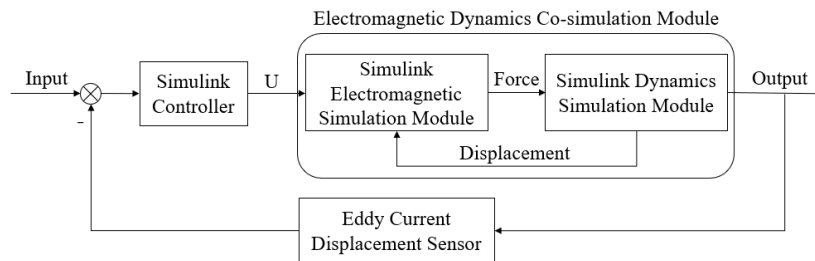 Electromagnetic Dynamics Co-simulation Module
Input
-
Simulink
Controller
U
Simulink
Electromagnetic
Simulation Module
Force
Simulink Dynamics
Simulation Module
Output
Displacement
Eddy Current
Displacement Sensor